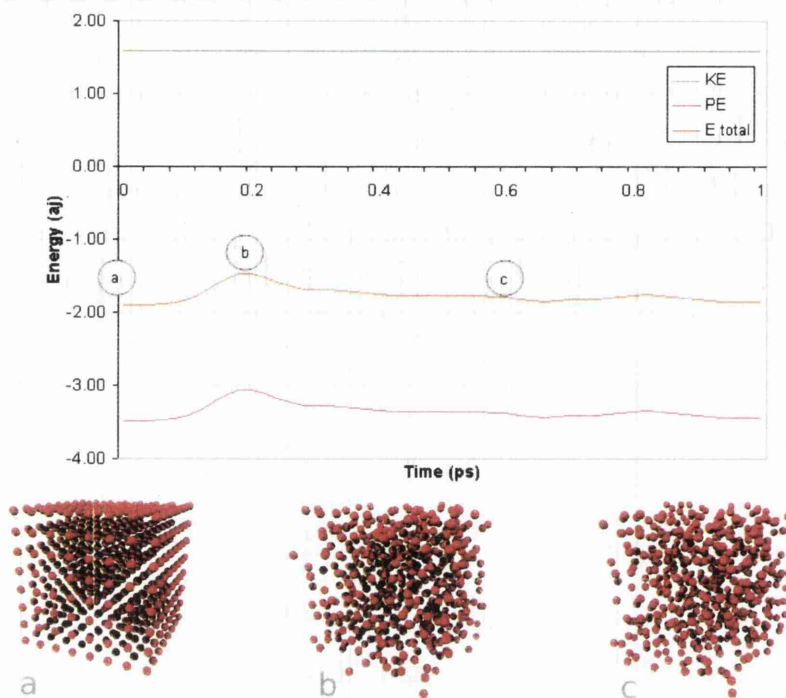 2.00
1.00
0.00
-1.00
-2.00
-3.00
-4.00
Energy (aj)
0 0.2 0.4 0.6 0.8 1
Time (ps)
KE
PE
E total
a
b
c
a b c